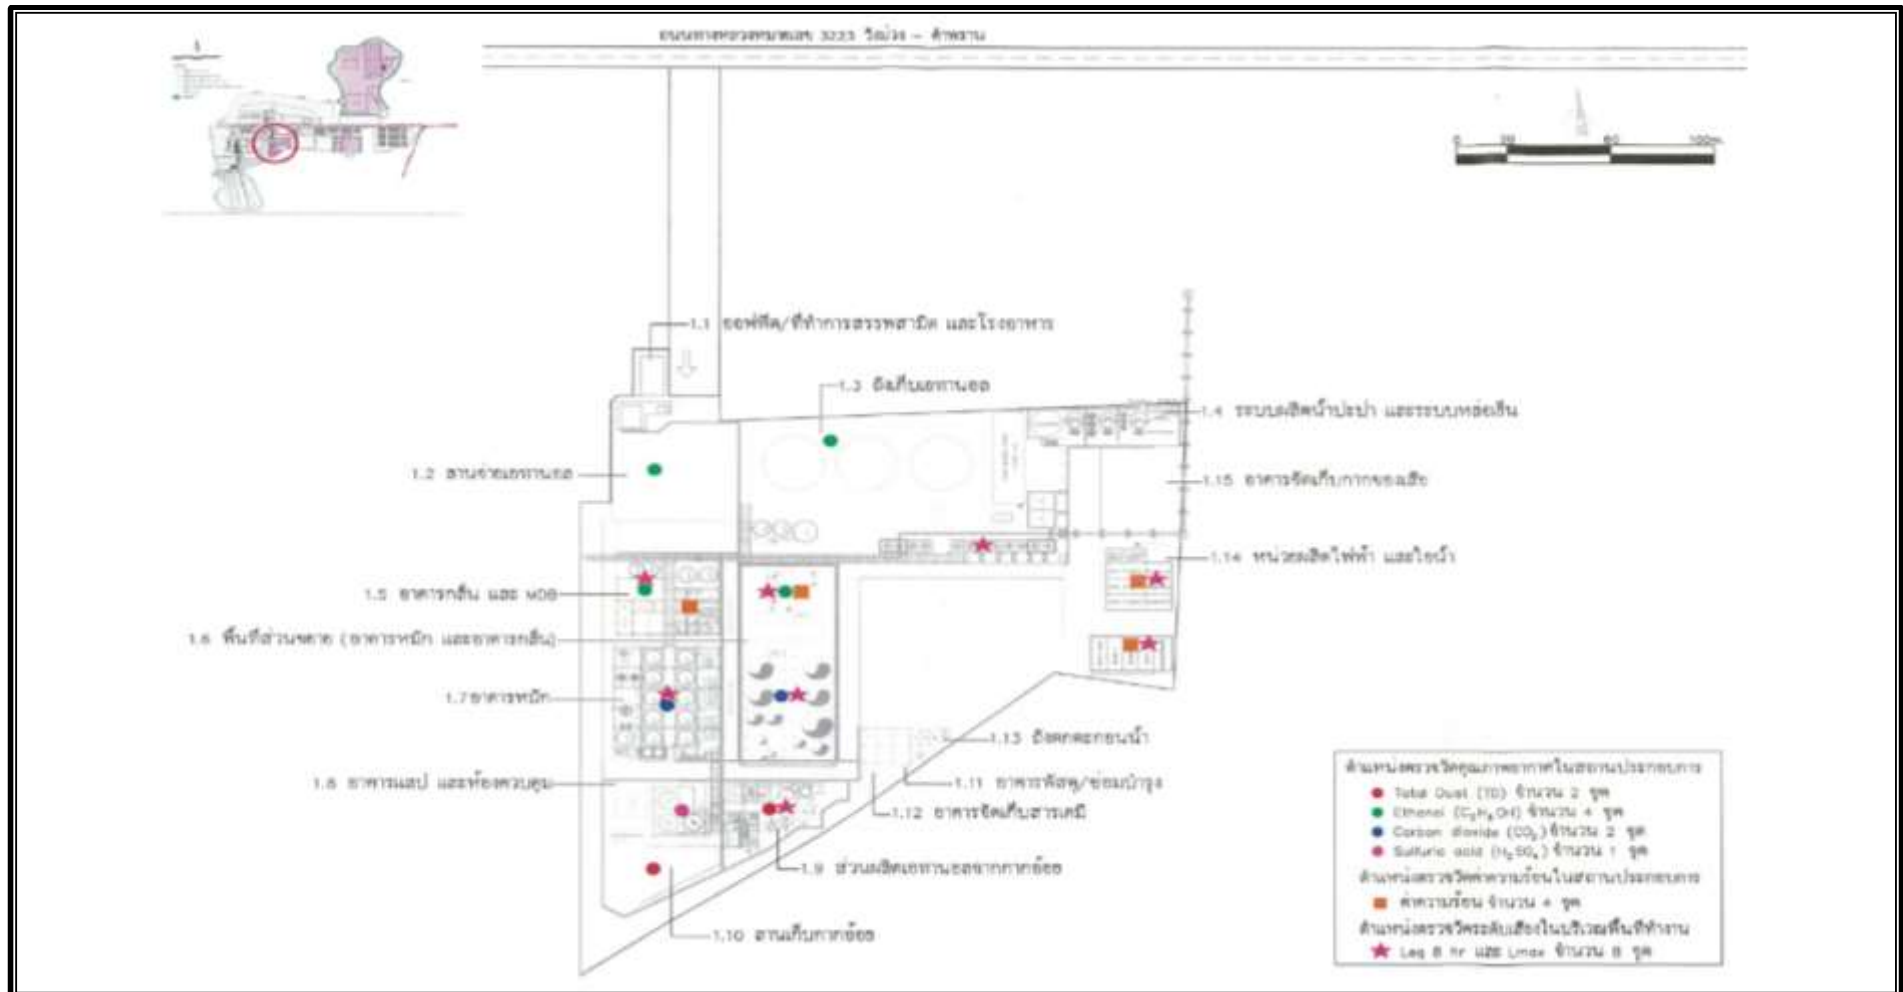 ถนนทางหลวงหมายเลข 3223 วังม่วง - คำพราน
0 20 60 100m.
1.1 ออฟฟิต/ที่ทำการสรรพสามิต และโรงอาหาร
1.3 ถังเก็บเอทานอล
1.4 ระบบผลิตน้ำประปา และระบบหล่อเย็น
1.2 ลานจ่ายเอทานอล
1.15 อาคารจัดเก็บกากของเสีย
1.14 หน่วยผลิตไฟฟ้า และไอน้ำ
1.5 อาคารกลั่น และ MDB
1.6 พื้นที่ส่วนขยาย (อาคารหมัก และอาคารกลั่น)
1.7 อาคารหมัก
1.13 ถังตกตะกอนน้ำ
1.8 อาคารแลป และห้องควบคุม
1.11 อาคารพัสดุ/ซ่อมบำรุง
1.12 อาคารจัดเก็บสารเคมี
1.9 ส่วนผลิตเอทานอลจากกากอ้อย
1.10 ลานเก็บกากอ้อย
ตำแหน่งตรวจวัดคุณภาพอากาศในสถานประกอบการ
Total Dust (TD) จำนวน 2 จุด
Ethanol (C₂H₅OH) จำนวน 4 จุด
Carbon dioxide (CO₂) จำนวน 2 จุด
Sulfuric acid (H₂SO₄) จำนวน 1 จุด
ตำแหน่งตรวจวัดค่าความร้อนในสถานประกอบการ
ค่าความร้อน จำนวน 4 จุด
ตำแหน่งตรวจวัดระดับเสียงในบริเวณพื้นที่ทำงาน
Leq 8 hr และ Lmax จำนวน 8 จุด